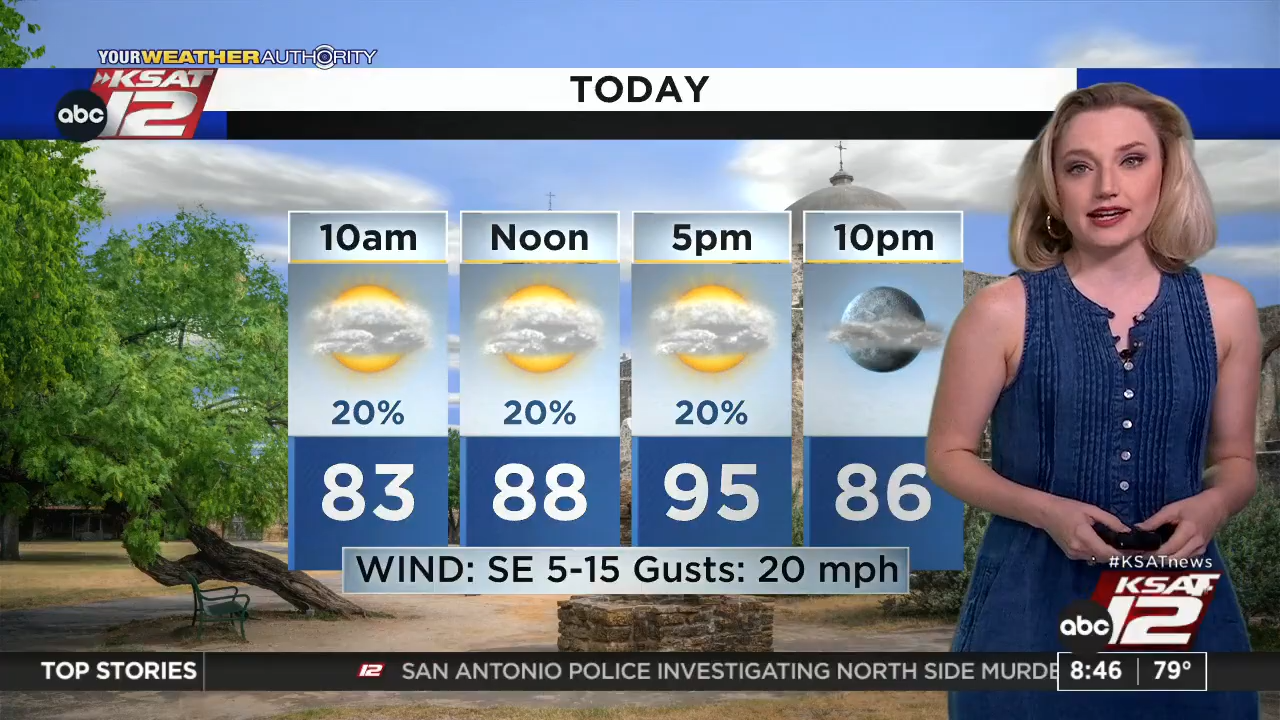 YOURWEATHERAUTHORITY
KSAT
abc 12
TODAY
10am Noon 5pm 10pm
20% 20% 20%
83 88 95 86
WIND: SE 5-15 Gusts: 20 mph
#KSATnews
KSAT
abc 12
TOP STORIES 12 SAN ANTONIO POLICE INVESTIGATING NORTH SIDE MURDE 8:46 79°